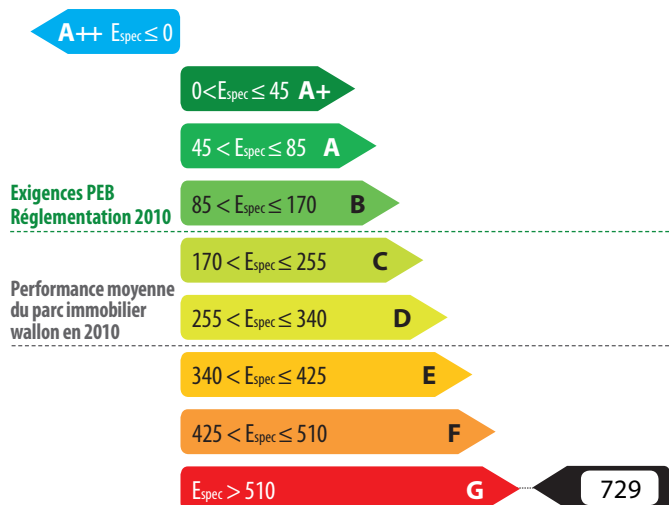 A++ Espec ≤ 0
0<Espec ≤ 45 A+
45 < Espec ≤ 85 A
Exigences PEB
Réglementation 2010
85 < Espec ≤ 170 B
170 < Espec ≤ 255 C
Performance moyenne
du parc immobilier
wallon en 2010
255 < Espec ≤ 340 D
340 < Espec ≤ 425 E
425 < Espec ≤ 510 F
Espec > 510 G 729